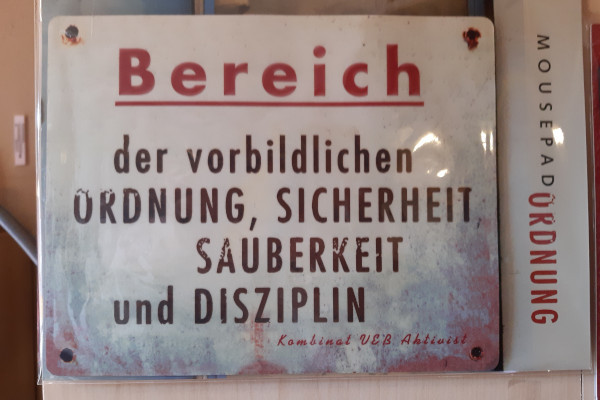 Bereich
der vorbildlichen
ORDNUNG, SICHERHEIT,
SAUBERKEIT
und DISZIPLIN
Kombinat VEB Aktivist
MOUSEPAD
ORDNUNG